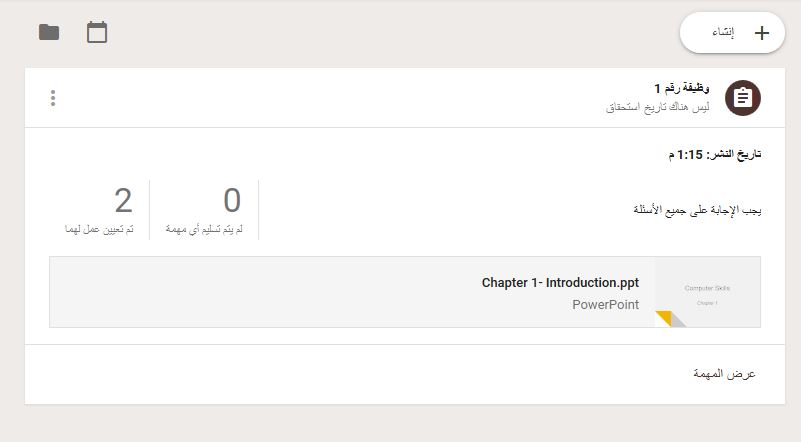 إنشاء
وظيفة رقم 1
ليس هناك تاريخ استحقاق
تاريخ النشر: 1:15 م
يجب الإجابة على جميع الأسئلة
0
لم يتم تسليم أي مهمة
2
تم تعيين عمل لهما
Computer Skills
Chapter 1
Chapter 1- Introduction.ppt
PowerPoint
عرض المهمة